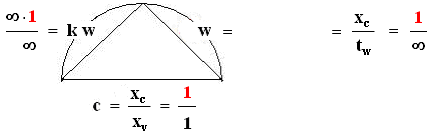 ∞·1/∞ = k w w = = x_c/t_w = 1/∞
c = x_c/x_v = 1/1